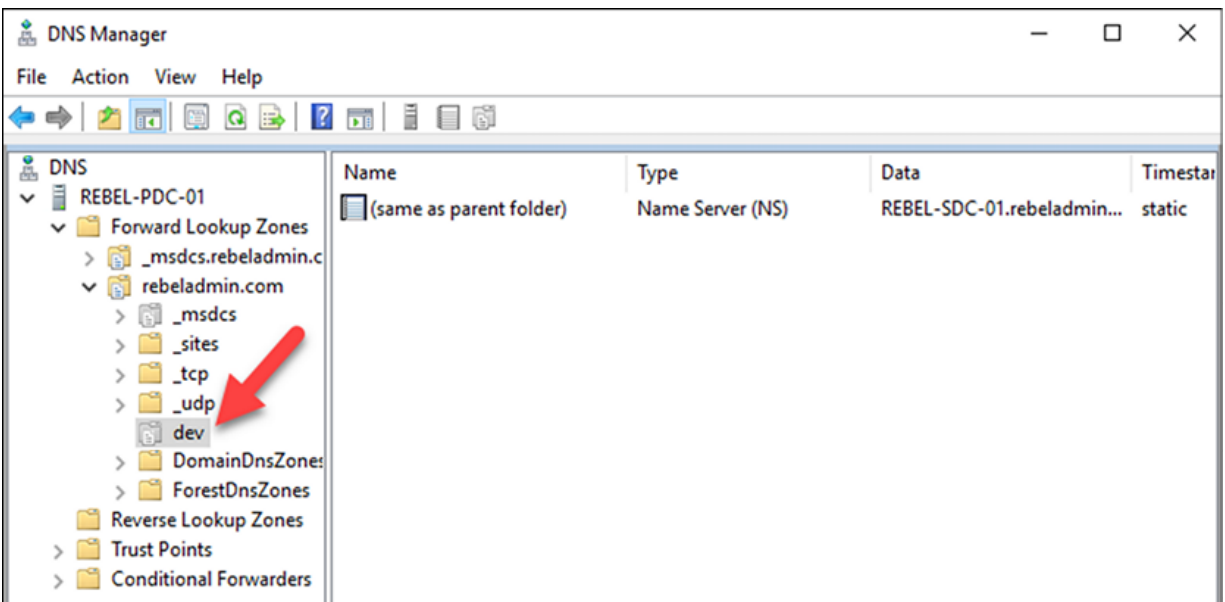 DNS Manager
File Action View Help
DNS
REBEL-PDC-01
Forward Lookup Zones
_msdcs.rebeladmin.c
rebeladmin.com
_msdcs
_sites
_tcp
_udp
dev
DomainDnsZones
ForestDnsZones
Reverse Lookup Zones
Trust Points
Conditional Forwarders
Name Type Data Timestar
(same as parent folder) Name Server (NS) REBEL-SDC-01.rebeladmin... static